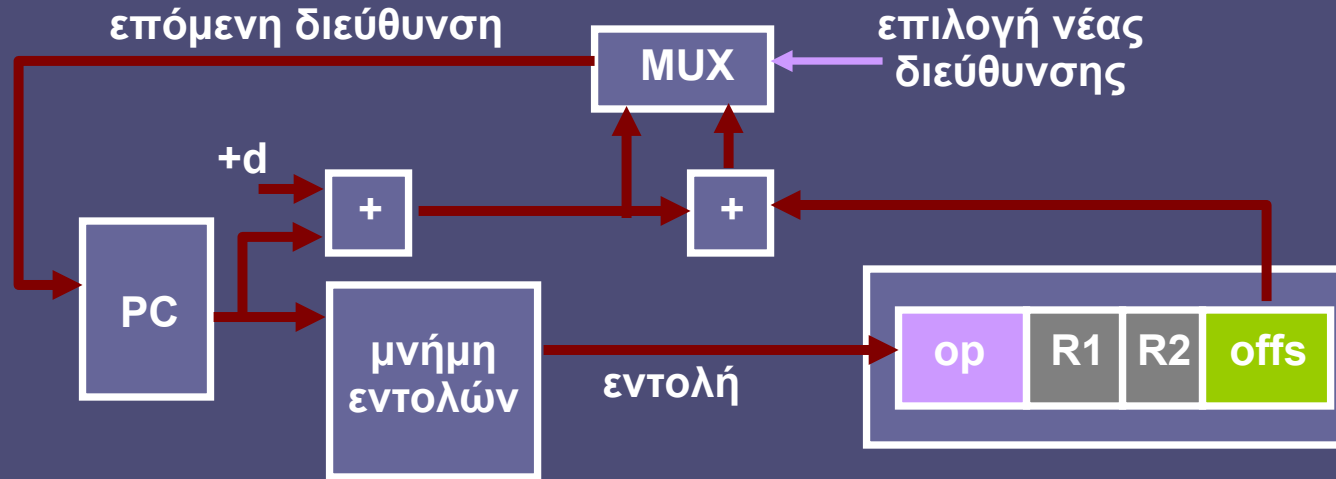 επόμενη διεύθυνση
MUX
επιλογή νέας
διεύθυνσης
+d
+
+
PC
μνήμη
εντολών
εντολή
op
R1
R2
offs